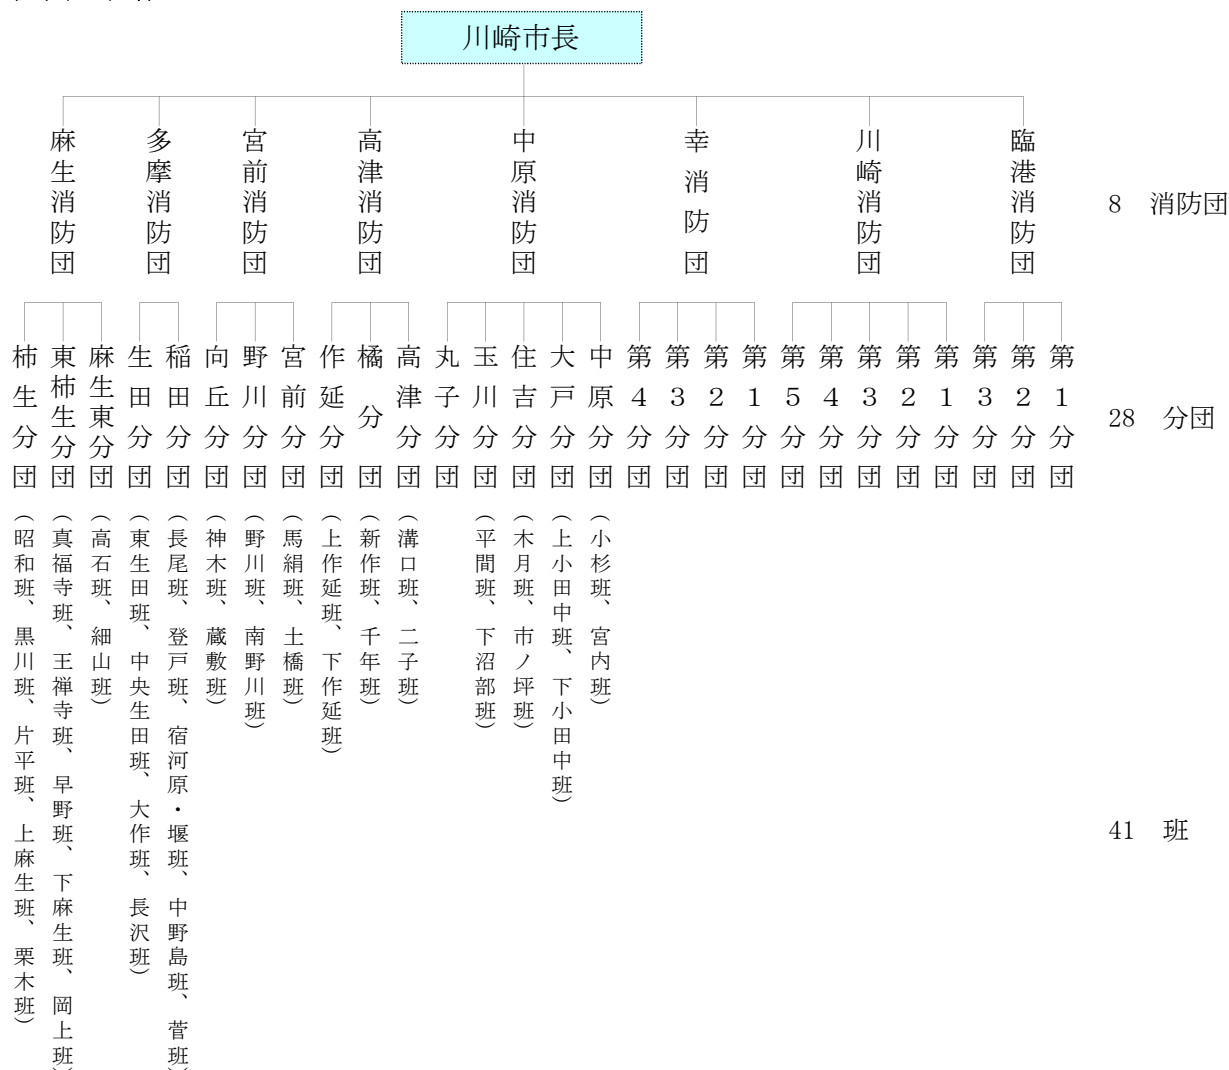 川崎市長
臨港消防団
川崎消防団
幸消防団
中原消防団
高津消防団
宮前消防団
多摩消防団
麻生消防団
8 消防団
第1分団
第2分団
第3分団
第1分団
第2分団
第3分団
第4分団
第5分団
第1分団
第2分団
第3分団
第4分団
中原分団
大戸分団
住吉分団
玉川分団
丸子分団
高津分団
橘分団
作延分団
宮前分団
野川分団
向丘分団
稲田分団
生田分団
麻生東分団
東柿生分団
柿生分団
28 分団
(小杉班、宮内班)
(上小田中班、下小田中班)
(木月班、市ノ坪班)
(平間班、下沼部班)
(溝口班、二子班)
(新作班、千年班)
(上作延班、下作延班)
(馬絹班、土橋班)
(野川班、南野川班)
(神木班、蔵敷班)
(長尾班、登戸班、宿河原・堰班、中野島班、菅班)
(東生田班、中央生田班、大作班、長沢班)
(高石班、細山班)
(真福寺班、王禅寺班、早野班、下麻生班、岡上班)
(昭和班、黒川班、片平班、上麻生班、栗木班)
41 班